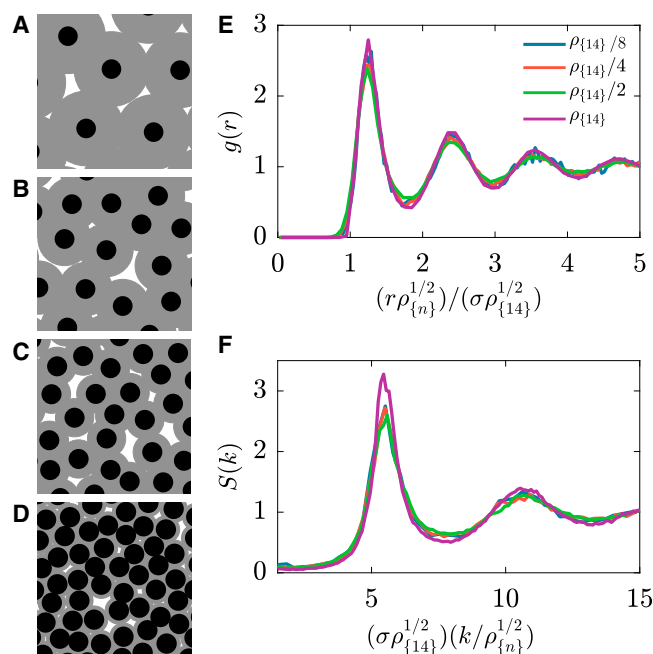 A
B
C
D
E
g(r)
3
2
1
0
0 1 2 3 4 5
ρ{14}/8
ρ{14}/4
ρ{14}/2
ρ{14}
(rρ{n}^1/2)/(σρ{14}^1/2)
F
S(k)
3
2
1
0
5 10 15
(σρ{14}^1/2)(k/ρ{n}^1/2)